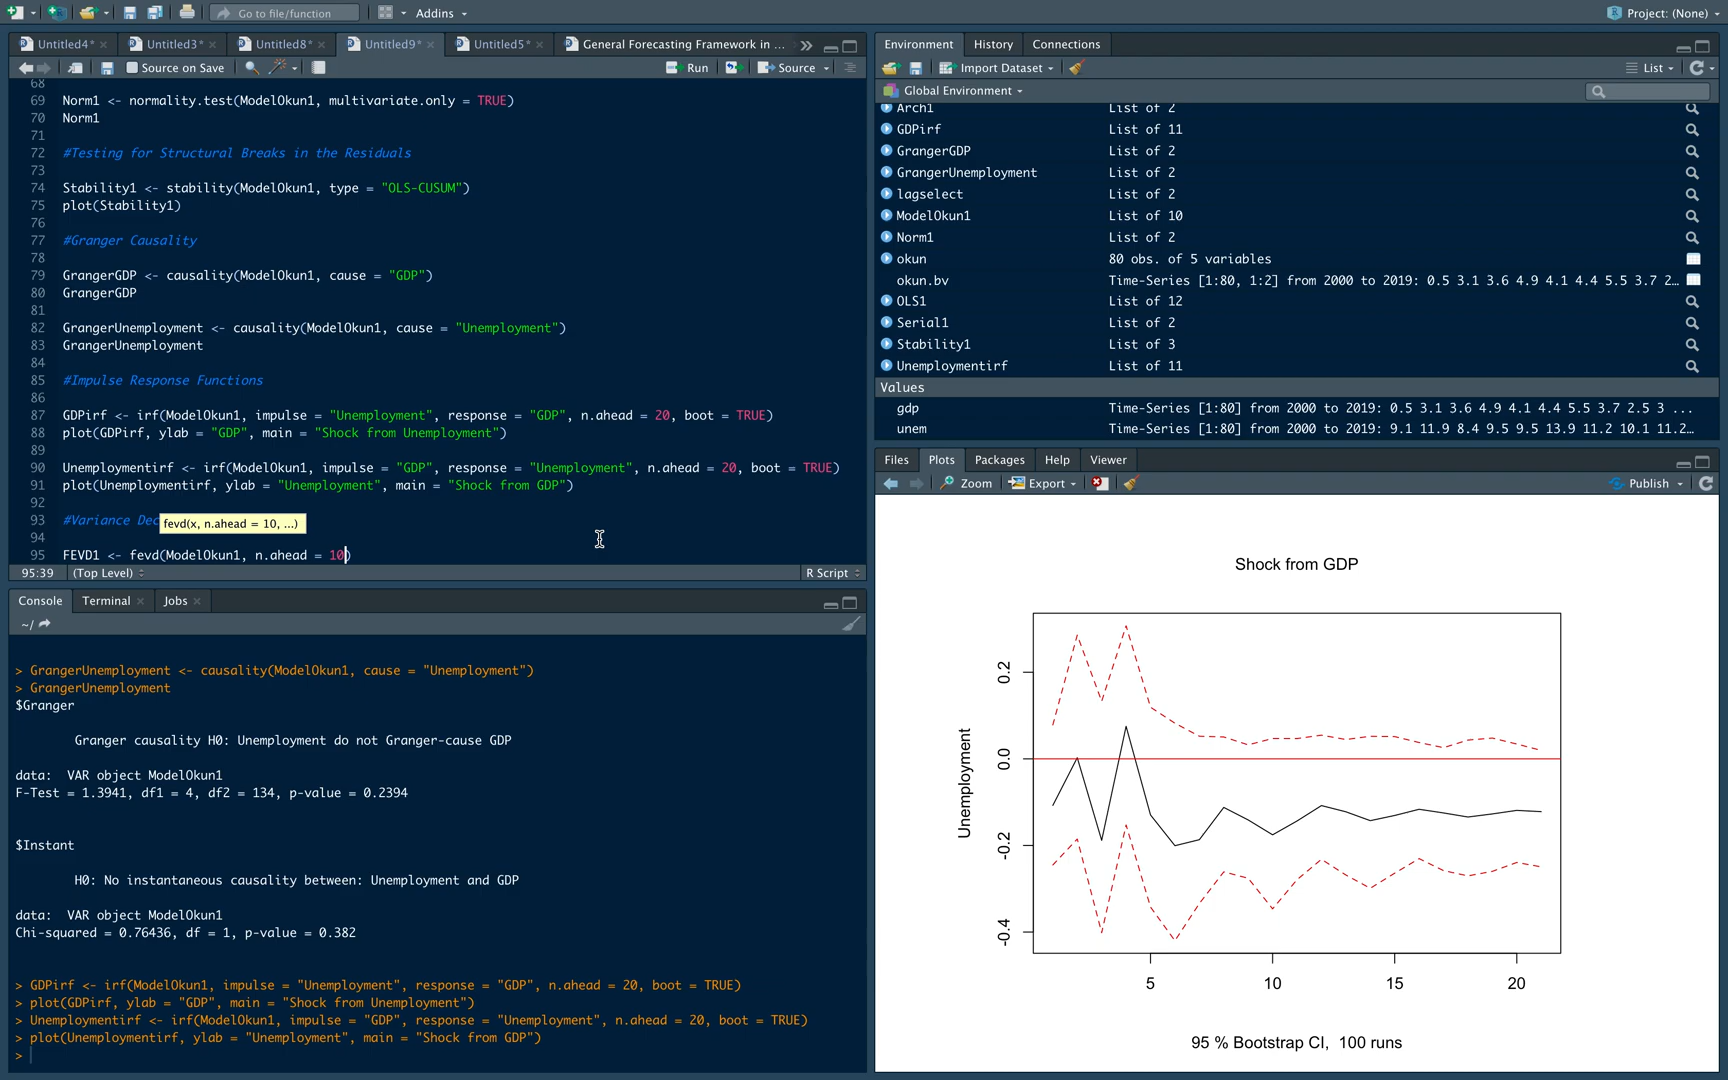 Go to file/function
Addins
Project: (None)
Untitled4*
Untitled3*
Untitled8*
Untitled9*
Untitled5*
General Forecasting Framework in ...
Source on Save
Run
Source
68
69 Norm1 <- normality.test(ModelOkun1, multivariate.only = TRUE)
70 Norm1
71
72 #Testing for Structural Breaks in the Residuals
73
74 Stability1 <- stability(ModelOkun1, type = "OLS-CUSUM")
75 plot(Stability1)
76
77 #Granger Causality
78
79 GrangerGDP <- causality(ModelOkun1, cause = "GDP")
80 GrangerGDP
81
82 GrangerUnemployment <- causality(ModelOkun1, cause = "Unemployment")
83 GrangerUnemployment
84
85 #Impulse Response Functions
86
87 GDPirf <- irf(ModelOkun1, impulse = "Unemployment", response = "GDP", n.ahead = 20, boot = TRUE)
88 plot(GDPirf, ylab = "GDP", main = "Shock from Unemployment")
89
90 Unemploymentirf <- irf(ModelOkun1, impulse = "GDP", response = "Unemployment", n.ahead = 20, boot = TRUE)
91 plot(Unemploymentirf, ylab = "Unemployment", main = "Shock from GDP")
92
93 #Variance Dec
fevd(x, n.ahead = 10, ...)
94
95 FEVD1 <- fevd(ModelOkun1, n.ahead = 10)
95:39
(Top Level)
R Script
Console
Terminal
Jobs
~/
> GrangerUnemployment <- causality(ModelOkun1, cause = "Unemployment")
> GrangerUnemployment
$Granger
Granger causality H0: Unemployment do not Granger-cause GDP
data: VAR object ModelOkun1
F-Test = 1.3941, df1 = 4, df2 = 134, p-value = 0.2394
$Instant
H0: No instantaneous causality between: Unemployment and GDP
data: VAR object ModelOkun1
Chi-squared = 0.76436, df = 1, p-value = 0.382
> GDPirf <- irf(ModelOkun1, impulse = "Unemployment", response = "GDP", n.ahead = 20, boot = TRUE)
> plot(GDPirf, ylab = "GDP", main = "Shock from Unemployment")
> Unemploymentirf <- irf(ModelOkun1, impulse = "GDP", response = "Unemployment", n.ahead = 20, boot = TRUE)
> plot(Unemploymentirf, ylab = "Unemployment", main = "Shock from GDP")
>
Environment
History
Connections
Import Dataset
List
Global Environment
Arch1 List of 2
GDPirf List of 11
GrangerGDP List of 2
GrangerUnemployment List of 2
lagselect List of 2
ModelOkun1 List of 10
Norm1 List of 2
okun 80 obs. of 5 variables
okun.bv Time-Series [1:80, 1:2] from 2000 to 2019: 0.5 3.1 3.6 4.9 4.1 4.4 5.5 3.7 2...
OLS1 List of 12
Serial1 List of 2
Stability1 List of 3
Unemploymentirf List of 11
Values
gdp Time-Series [1:80] from 2000 to 2019: 0.5 3.1 3.6 4.9 4.1 4.4 5.5 3.7 2.5 3 ...
unem Time-Series [1:80] from 2000 to 2019: 9.1 11.9 8.4 9.5 9.5 13.9 11.2 10.1 11.2...
Files
Plots
Packages
Help
Viewer
Zoom
Export
Publish
Shock from GDP
Unemployment
0.2
0.0
-0.2
-0.4
5
10
15
20
95 % Bootstrap CI, 100 runs